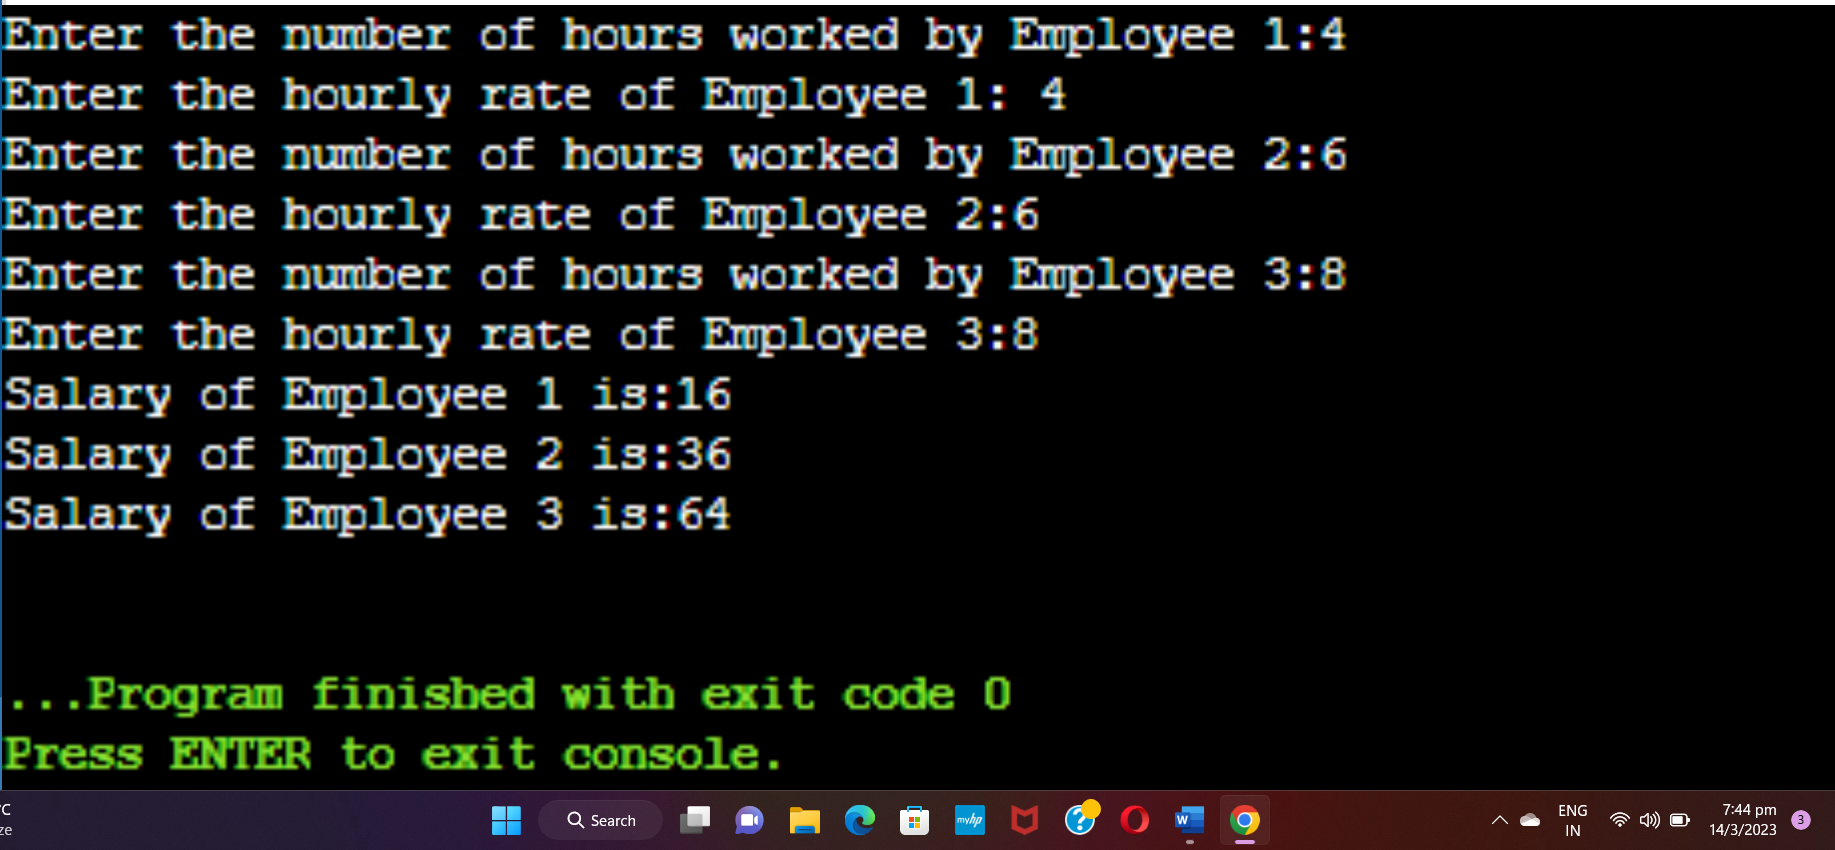 Enter the number of hours worked by Employee 1:4
Enter the hourly rate of Employee 1: 4
Enter the number of hours worked by Employee 2:6
Enter the hourly rate of Employee 2:6
Enter the number of hours worked by Employee 3:8
Enter the hourly rate of Employee 3:8
Salary of Employee 1 is:16
Salary of Employee 2 is:36
Salary of Employee 3 is:64
...Program finished with exit code 0
Press ENTER to exit console.
°C
ze
Search
myhp
W
ENG
IN
7:44 pm
14/3/2023
3